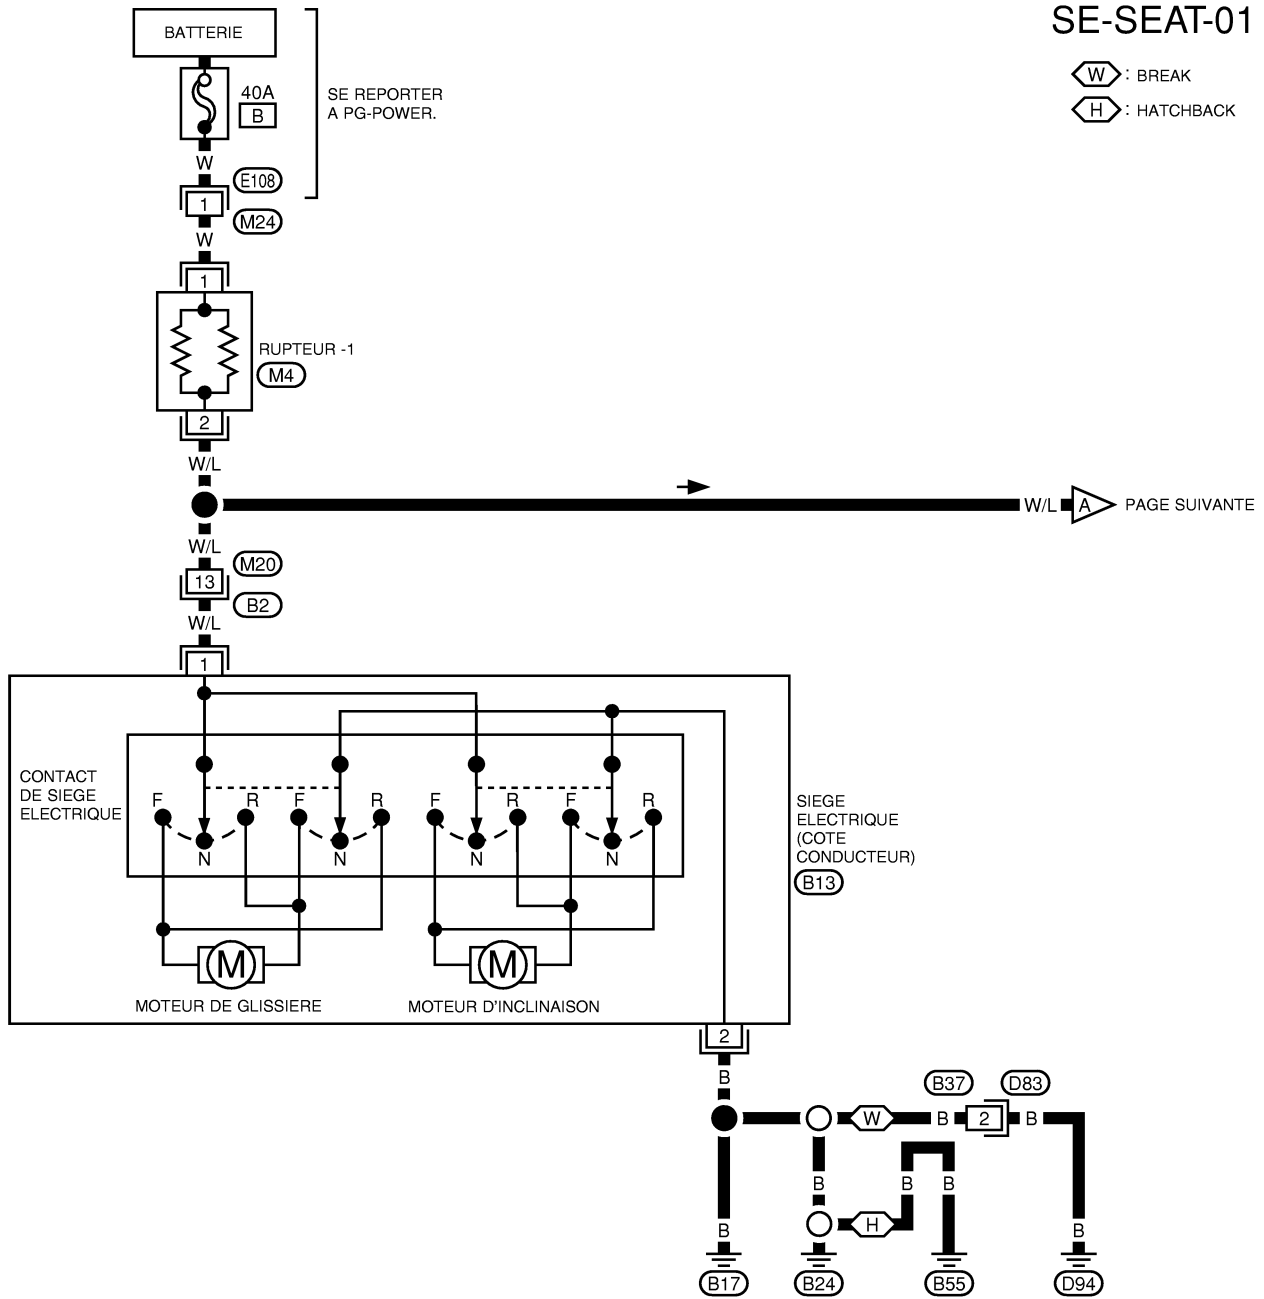 SE-SEAT-01
BATTERIE
W : BREAK
H : HATCHBACK
40A
B
SE REPORTER
A PG-POWER.
W
E108
1
M24
W
1
RUPTEUR -1
M4
2
W/L
W/L A PAGE SUIVANTE
W/L
M20
13
B2
W/L
1
CONTACT
DE SIEGE
ELECTRIQUE
F R F R F R F R
N N N N
SIEGE
ELECTRIQUE
(COTE
CONDUCTEUR)
B13
M M
MOTEUR DE GLISSIERE MOTEUR D'INCLINAISON
2
B
B37 D83
W B 2 B
B B B
H
B B
B17 B24 B55 D94